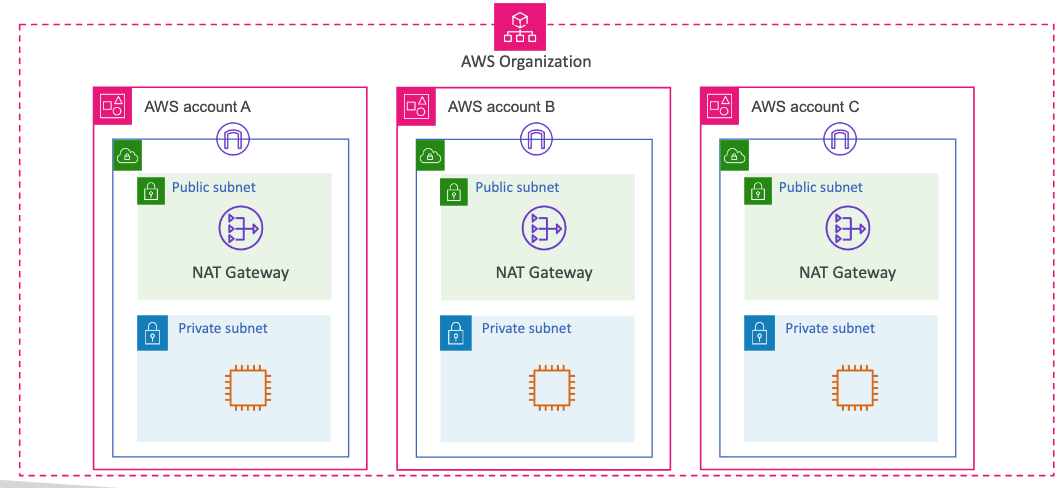 AWS Organization
AWS account A
AWS account B
AWS account C
Public subnet
Public subnet
Public subnet
NAT Gateway
NAT Gateway
NAT Gateway
Private subnet
Private subnet
Private subnet